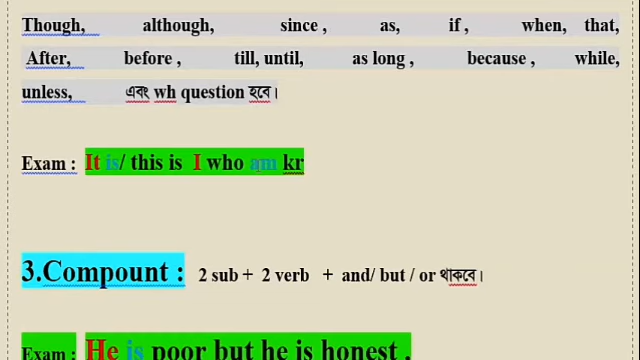 Though, although, since , as, if , when, that,
After, before , till, until, as long , because , while,
unless, এবং wh question হবে।
Exam : It is/ this is I who am kr
3.Compount : 2 sub + 2 verb + and/ but / or থাকবে।
Exam : He is poor but he is honest .